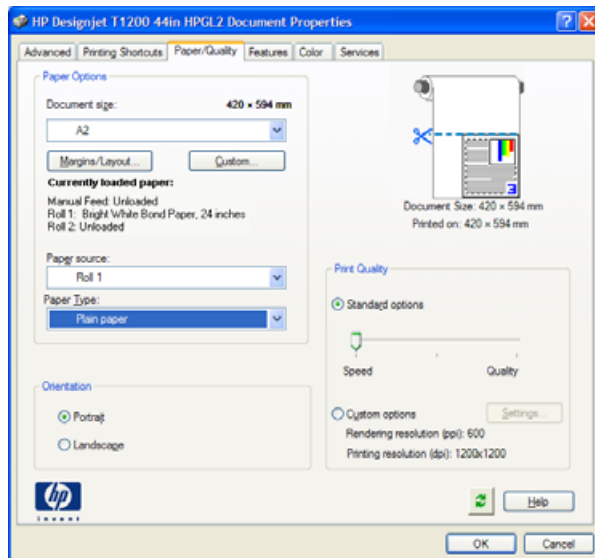 HP Designjet T1200 44in HPGL2 Document Properties
Advanced Printing Shortcuts Paper/Quality Features Color Services
Paper Options
Document size: 420 × 594 mm
A2
Margins/Layout... Custom...
Currently loaded paper:
Manual Feed: Unloaded
Roll 1: Bright White Bond Paper, 24 inches
Roll 2: Unloaded
Paper source:
Roll 1
Paper Type:
Plain paper
Orientation
Portrait
Landscape
3
Document Size: 420 × 594 mm
Printed on: 420 × 594 mm
Print Quality
Standard options
Speed Quality
Custom options Settings...
Rendering resolution (ppi): 600
Printing resolution (dpi): 1200x1200
hp
invent
Help
OK Cancel